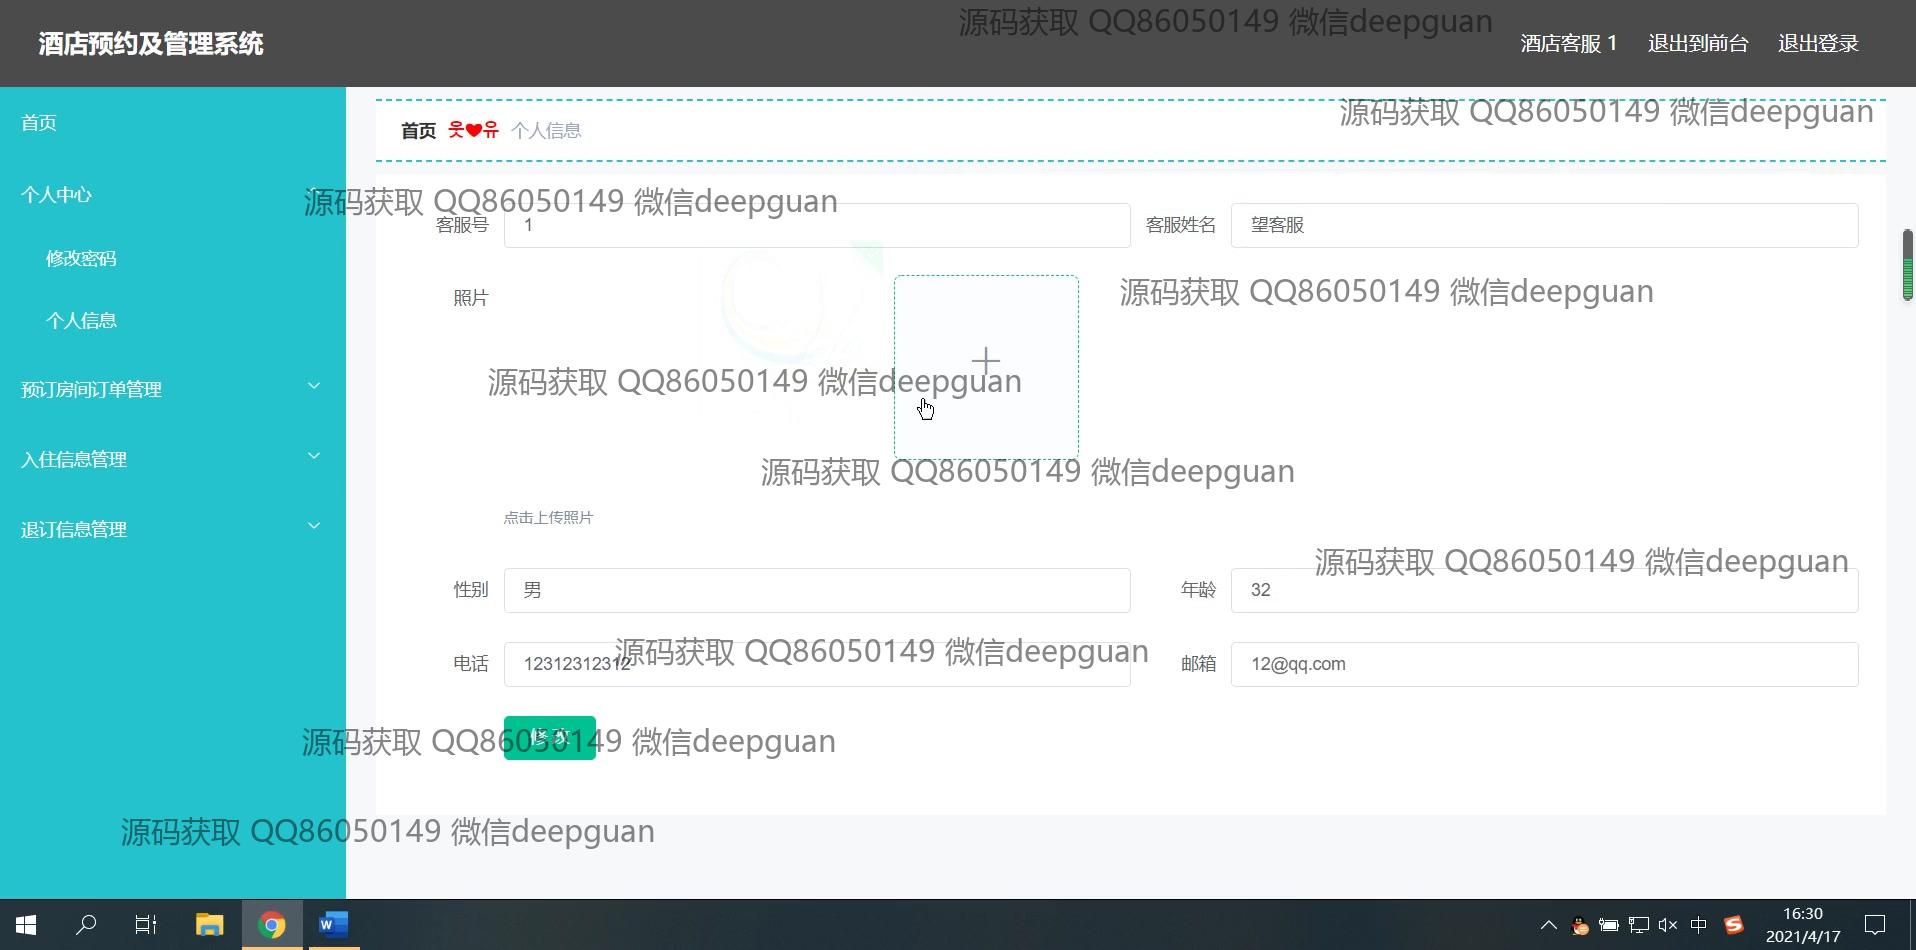 源码获取 QQ86050149 微信deepguan
酒店预约及管理系统
酒店客服 1 退出到前台 退出登录
源码获取 QQ86050149 微信deepguan
首页
首页 웃❤유 个人信息
个人中心
源码获取 QQ86050149 微信deepguan
客服号 1 客服姓名 望客服
修改密码
照片
源码获取 QQ86050149 微信deepguan
个人信息
预订房间订单管理
源码获取 QQ86050149 微信deepguan
入住信息管理
源码获取 QQ86050149 微信deepguan
点击上传照片
退订信息管理
源码获取 QQ86050149 微信deepguan
性别 男 年龄 32
源码获取 QQ86050149 微信deepguan
电话 12312312312 邮箱 12@qq.com
修改
源码获取 QQ86050149 微信deepguan
源码获取 QQ86050149 微信deepguan
中
16:30
2021/4/17